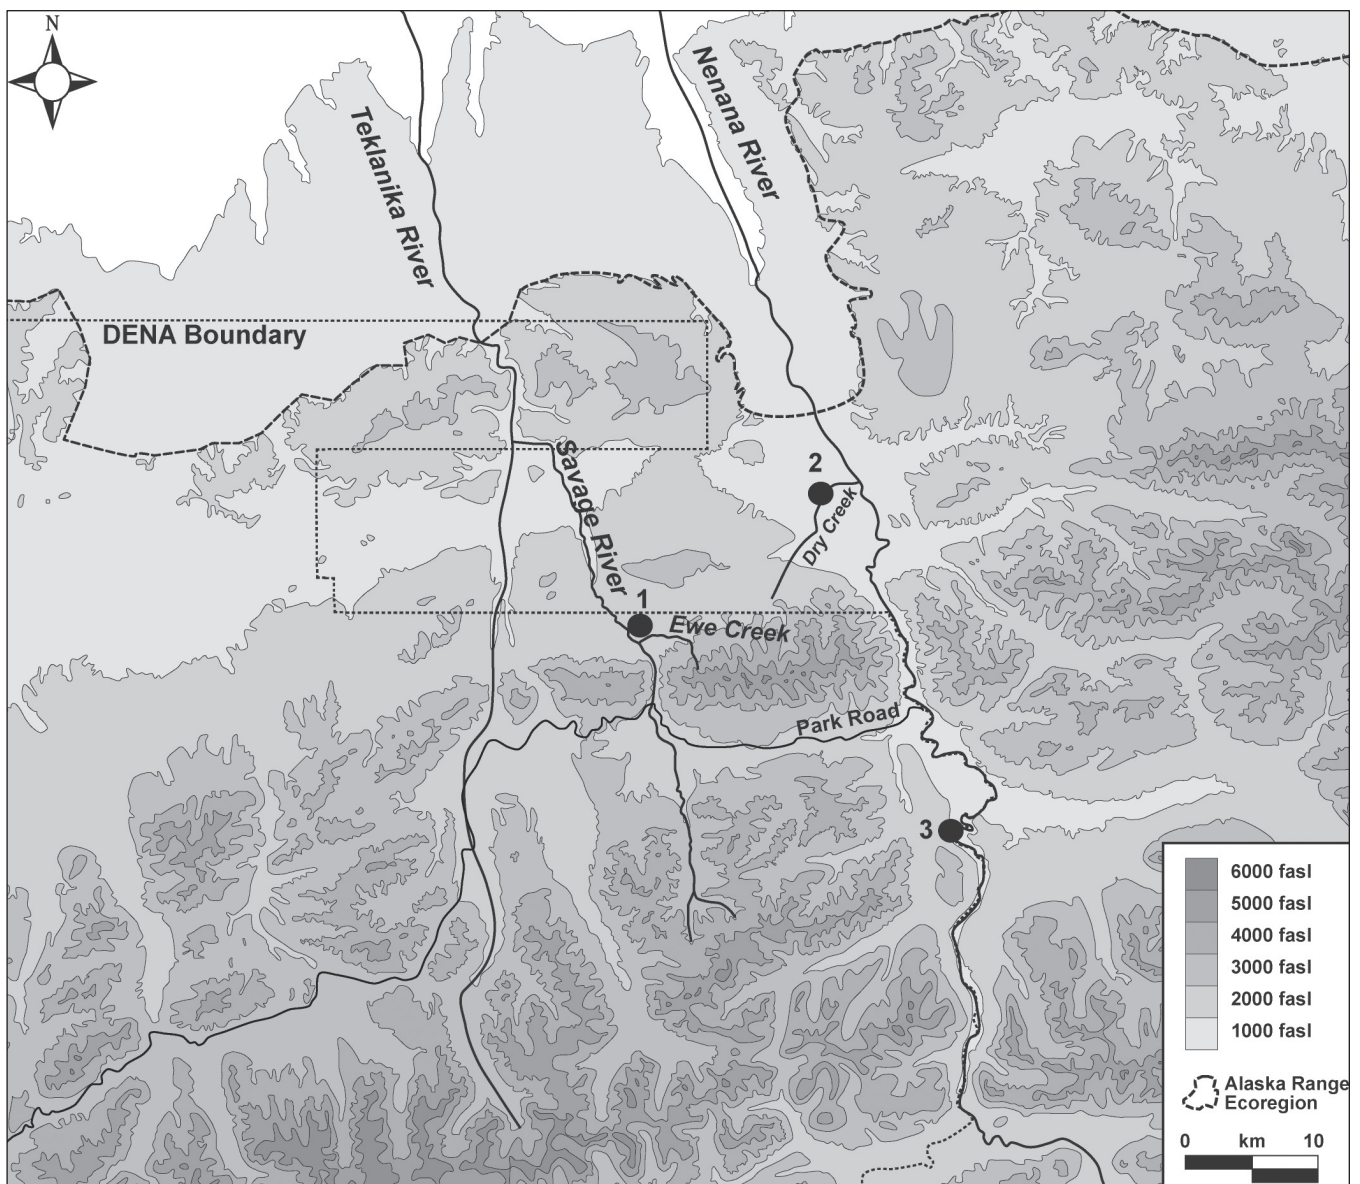 N
Teklanika River
Nenana River
DENA Boundary
Savage River
2
Dry Creek
1
Ewe Creek
Park Road
3
6000 fasl
5000 fasl
4000 fasl
3000 fasl
2000 fasl
1000 fasl
Alaska Range
Ecoregion
0 km 10